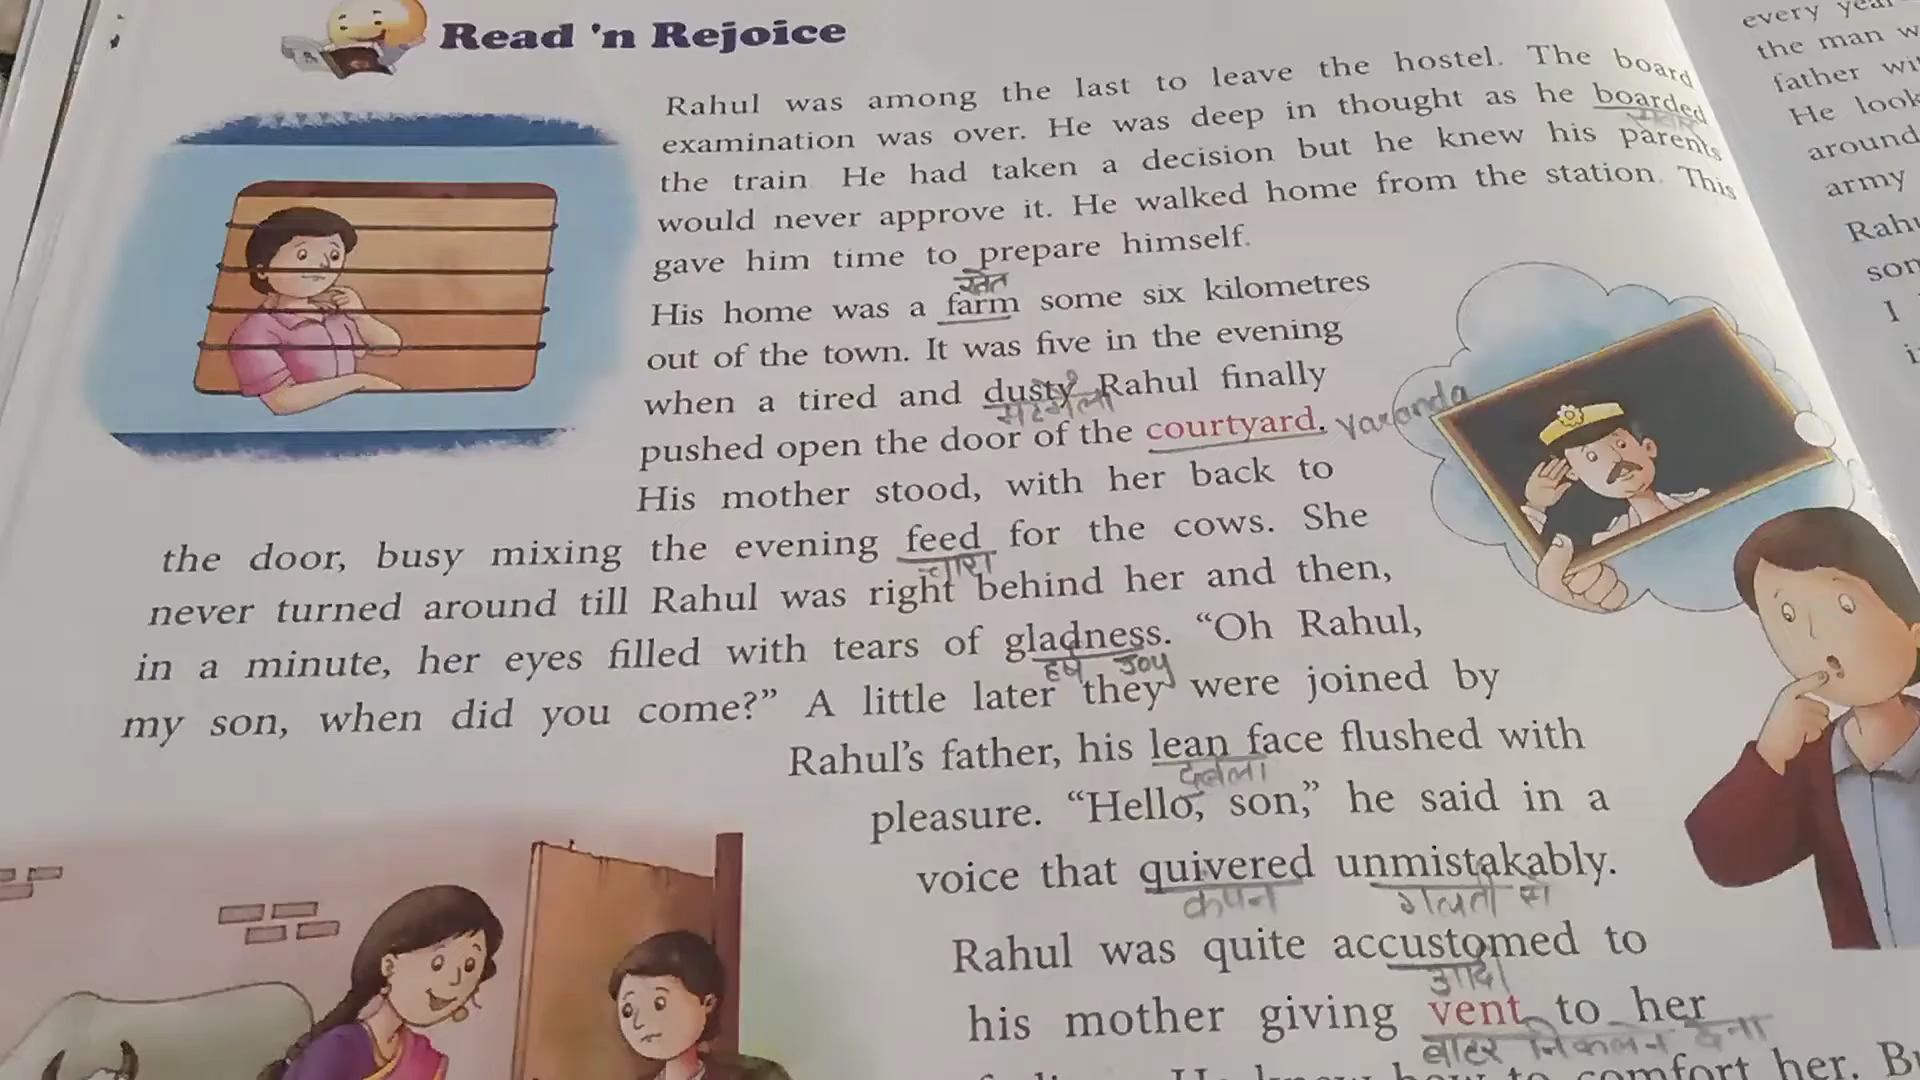 Read 'n Rejoice
Rahul was among the last to leave the hostel. The board
examination was over. He was deep in thought as he boarded
the train He had taken a decision but he knew his parents
would never approve it. He walked home from the station. This
gave him time to prepare himself.
खेत
His home was a farm some six kilometres
out of the town. It was five in the evening
when a tired and dusty Rahul finally
pushed open the door of the courtyard. Varanda
His mother stood, with her back to
the door, busy mixing the evening feed for the cows. She
चारा
never turned around till Rahul was right behind her and then,
in a minute, her eyes filled with tears of gladness. "Oh Rahul,
हर्ष Joy
my son, when did you come?" A little later they were joined by
Rahul's father, his lean face flushed with
दुबला
pleasure. "Hello, son," he said in a
voice that quivered unmistakably.
कंपन गलती से
Rahul was quite accustomed to
his mother giving vent to her
बाहर निकलने देना
comfort her.
every year
the man
father
He look
around
army
I